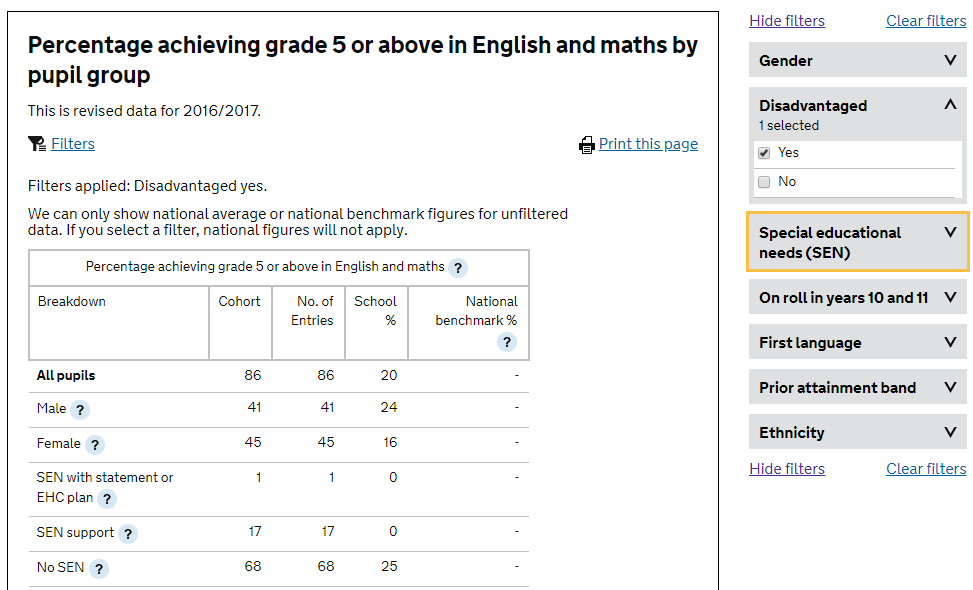 Percentage achieving grade 5 or above in English and maths by
pupil group
This is revised data for 2016/2017.
Filters
Print this page
Filters applied: Disadvantaged yes.
We can only show national average or national benchmark figures for unfiltered
data. If you select a filter, national figures will not apply.
Percentage achieving grade 5 or above in English and maths ?
Breakdown Cohort No. of School National
Entries % benchmark %
?
All pupils 86 86 20 -
Male ? 41 41 24 -
Female ? 45 45 16 -
SEN with statement or 1 1 0 -
EHC plan ?
SEN support ? 17 17 0 -
No SEN ? 68 68 25 -
Hide filters Clear filters
Gender
Disadvantaged
1 selected
Yes
No
Special educational
needs (SEN)
On roll in years 10 and 11
First language
Prior attainment band
Ethnicity
Hide filters Clear filters